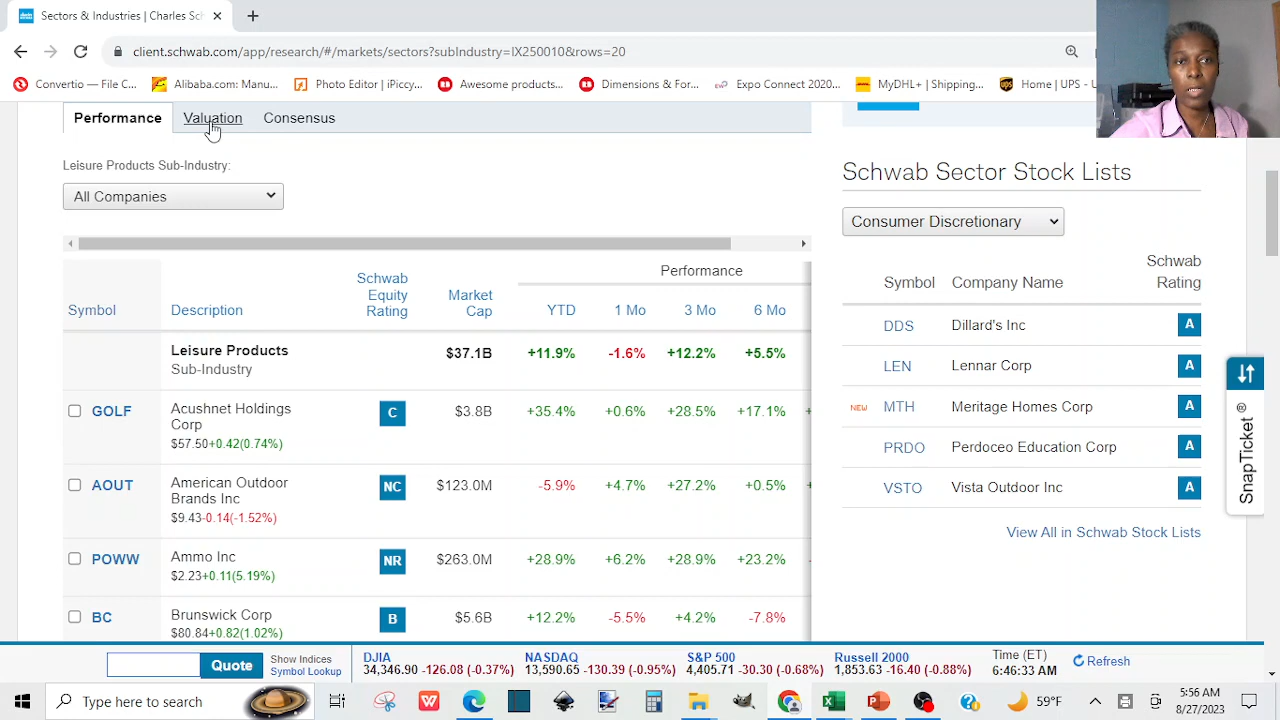 Sectors & Industries | Charles Sch
client.schwab.com/app/research/#/markets/sectors?subIndustry=IX250010&rows=20
Convertio — File C... Alibaba.com: Manu... Photo Editor | iPiccy... Awesome products... Dimensions & For... Expo Connect 2020... MyDHL+ | Shipping... Home | UPS - U
Performance Valuation Consensus
Leisure Products Sub-Industry:
All Companies
Performance
Symbol Description Schwab Equity Rating Market Cap YTD 1 Mo 3 Mo 6 Mo
Leisure Products $37.1B +11.9% -1.6% +12.2% +5.5%
Sub-Industry
GOLF Acushnet Holdings Corp C $3.8B +35.4% +0.6% +28.5% +17.1%
$57.50+0.42(0.74%)
AOUT American Outdoor Brands Inc NC $123.0M -5.9% +4.7% +27.2% +0.5%
$9.43-0.14(-1.52%)
POWW Ammo Inc NR $263.0M +28.9% +6.2% +28.9% +23.2%
$2.23+0.11(5.19%)
BC Brunswick Corp B $5.6B +12.2% -5.5% +4.2% -7.8%
$80.84+0.82(1.02%)
Schwab Sector Stock Lists
Consumer Discretionary
Symbol Company Name Schwab Rating
DDS Dillard's Inc A
LEN Lennar Corp A
NEW MTH Meritage Homes Corp A
PRDO Perdoceo Education Corp A
VSTO Vista Outdoor Inc A
View All in Schwab Stock Lists
SnapTicket®
Quote
Show Indices
Symbol Lookup
DJIA
34,346.90 -126.08 (-0.37%)
NASDAQ
13,590.65 -130.39 (-0.95%)
S&P 500
4,405.71 -30.30 (-0.68%)
Russell 2000
1,853.63 -16.40 (-0.88%)
Time (ET)
6:46:33 AM
Refresh
Type here to search
59°F
5:56 AM
8/27/2023